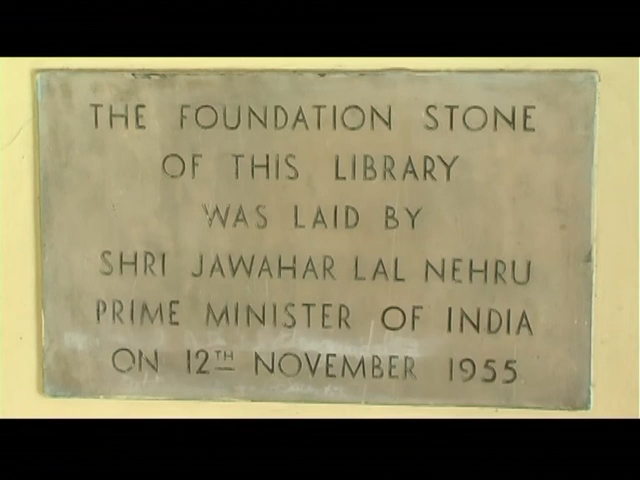 THE FOUNDATION STONE
OF THIS LIBRARY
WAS LAID BY
SHRI JAWAHAR LAL NEHRU
PRIME MINISTER OF INDIA
ON 12TH NOVEMBER 1955